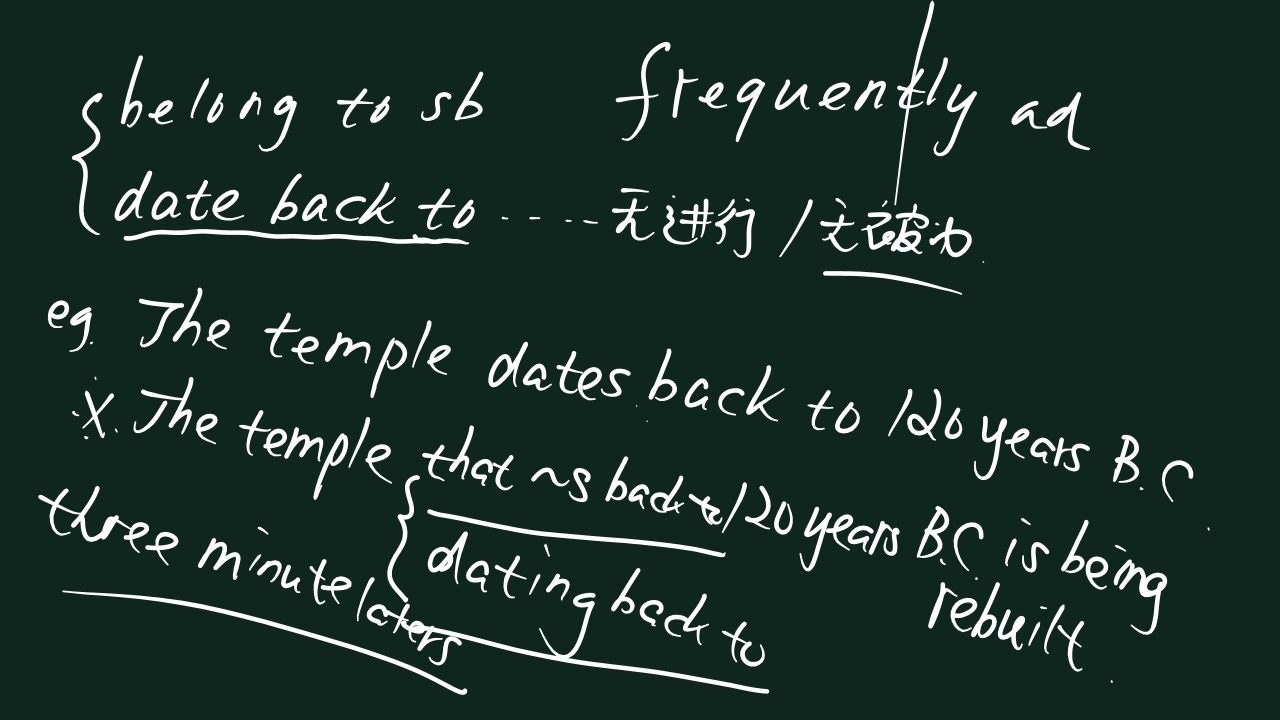 belong to sb frequently ad
date back to ····· 无进行 / 无被动
eg. The temple dates back to 120 years B.C
※. The temple that ~s back to 120 years B.C. is being rebuilt
dating back to
three minute laters